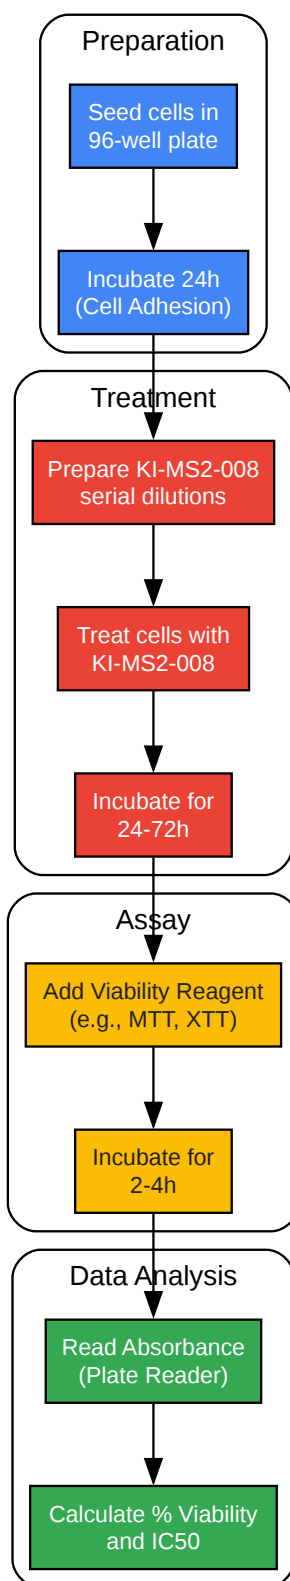 Preparation
Seed cells in
96-well plate
Incubate 24h
(Cell Adhesion)
Treatment
Prepare KI-MS2-008
serial dilutions
Treat cells with
KI-MS2-008
Incubate for
24-72h
Assay
Add Viability Reagent
(e.g., MTT, XTT)
Incubate for
2-4h
Data Analysis
Read Absorbance
(Plate Reader)
Calculate % Viability
and IC50